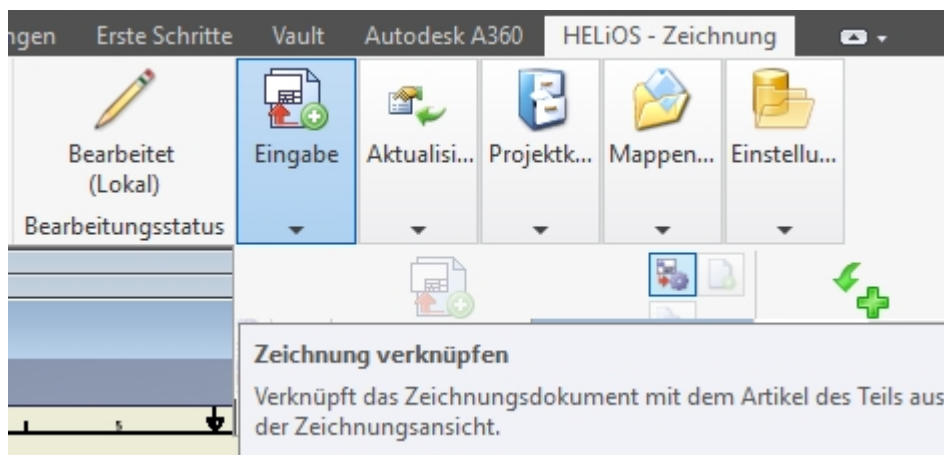 Erste Schritte Vault Autodesk A360 HELiOS - Zeichnung
Bearbeitet (Lokal)
Eingabe Aktualisi... Projektk... Mappen... Einstellu...
Bearbeitungsstatus
Zeichnung verknüpfen
Verknüpft das Zeichnungsdokument mit dem Artikel des Teils aus
der Zeichnungsansicht.